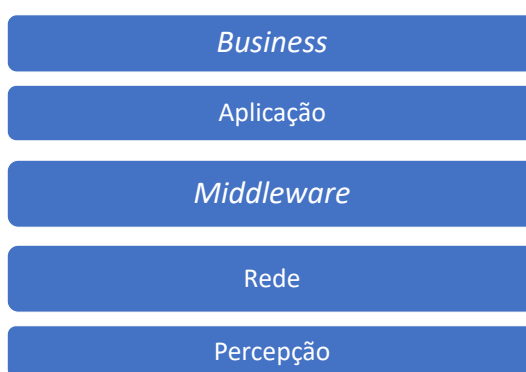 Business
Aplicação
Middleware
Rede
Percepção